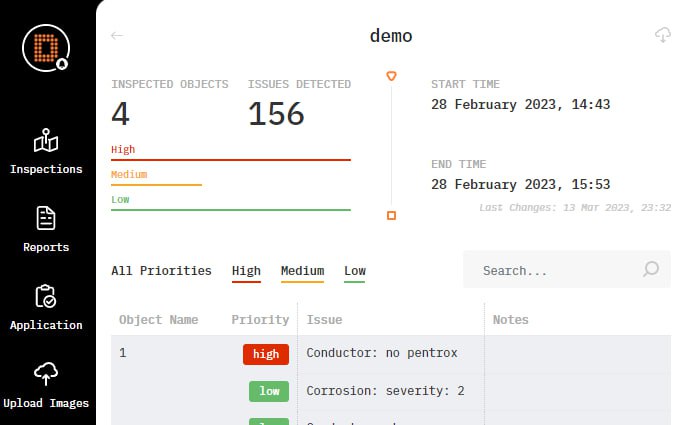 demo
INSPECTED OBJECTS
4
ISSUES DETECTED
156
High
Medium
Low
START TIME
28 February 2023, 14:43
END TIME
28 February 2023, 15:53
Last Changes: 13 Mar 2023, 23:32
Inspections
Reports
Application
Upload Images
All Priorities High Medium Low
Search...
Object Name Priority Issue Notes
1 high Conductor: no pentrox
low Corrosion: severity: 2